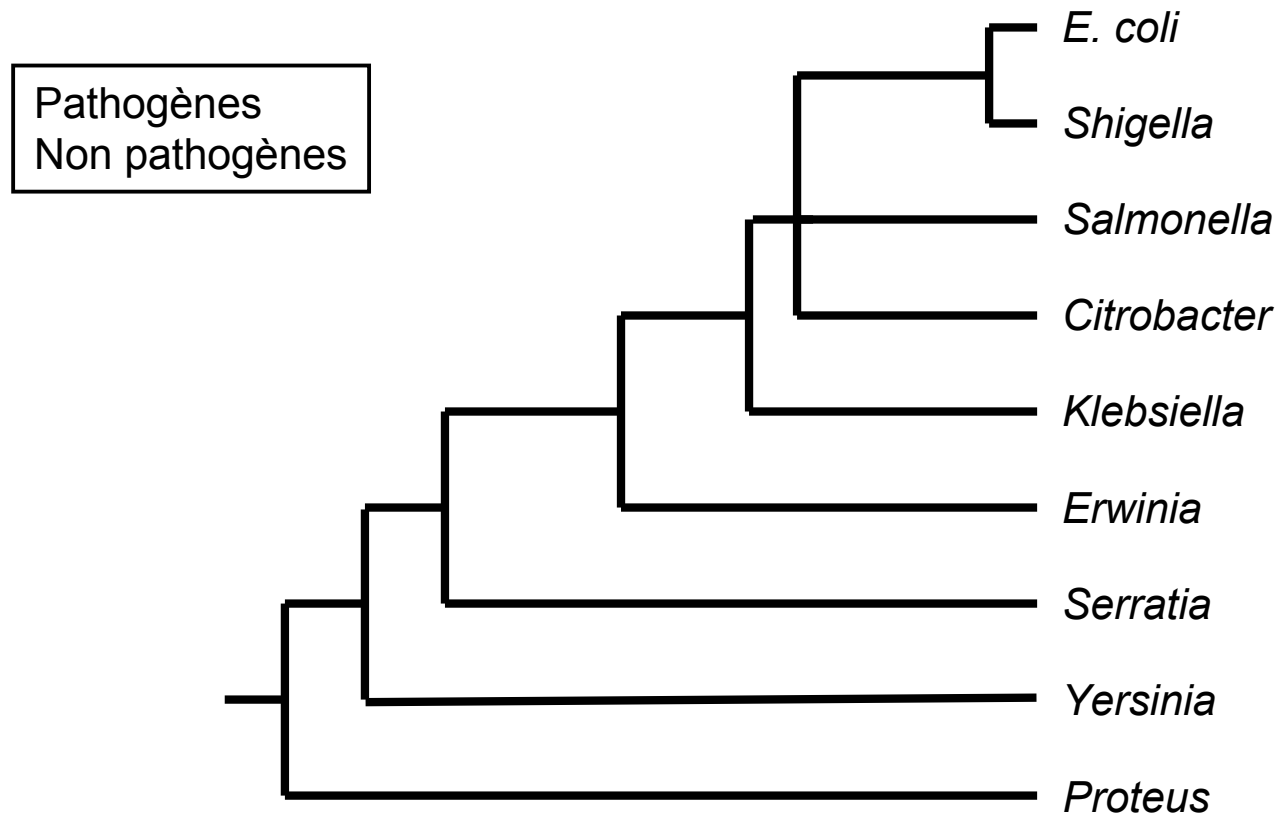 E. coli
Pathogènes
Non pathogènes
Shigella
Salmonella
Citrobacter
Klebsiella
Erwinia
Serratia
Yersinia
Proteus